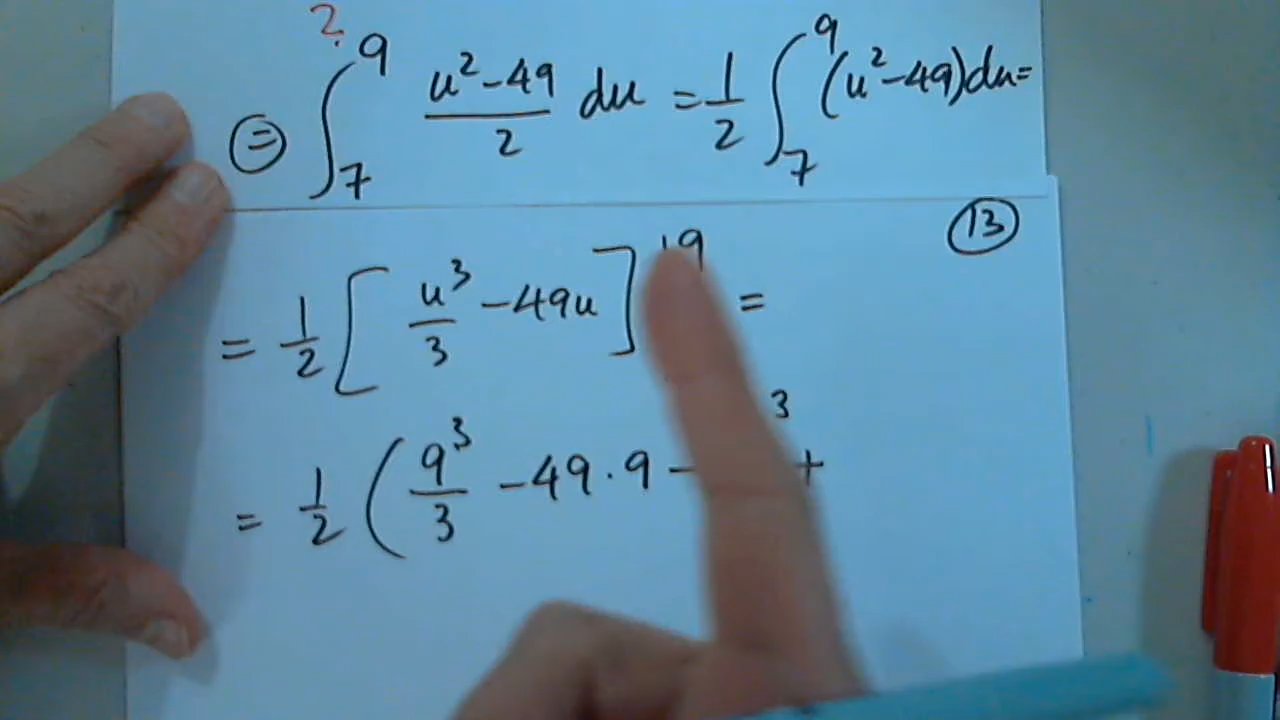 ?
⊜ ∫₇⁹ (u²-49)/2 du = 1/2 ∫₇⁹ (u²-49)du=
13
= 1/2 [ u³/3 - 49u ]⁹ =
= 1/2 ( 9³/3 - 49·9 - ³ +